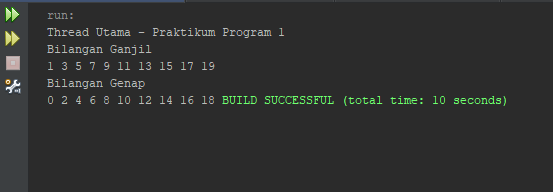 run:
Thread Utama - Praktikum Program 1
Bilangan Ganjil
1 3 5 7 9 11 13 15 17 19
Bilangan Genap
0 2 4 6 8 10 12 14 16 18 BUILD SUCCESSFUL (total time: 10 seconds)